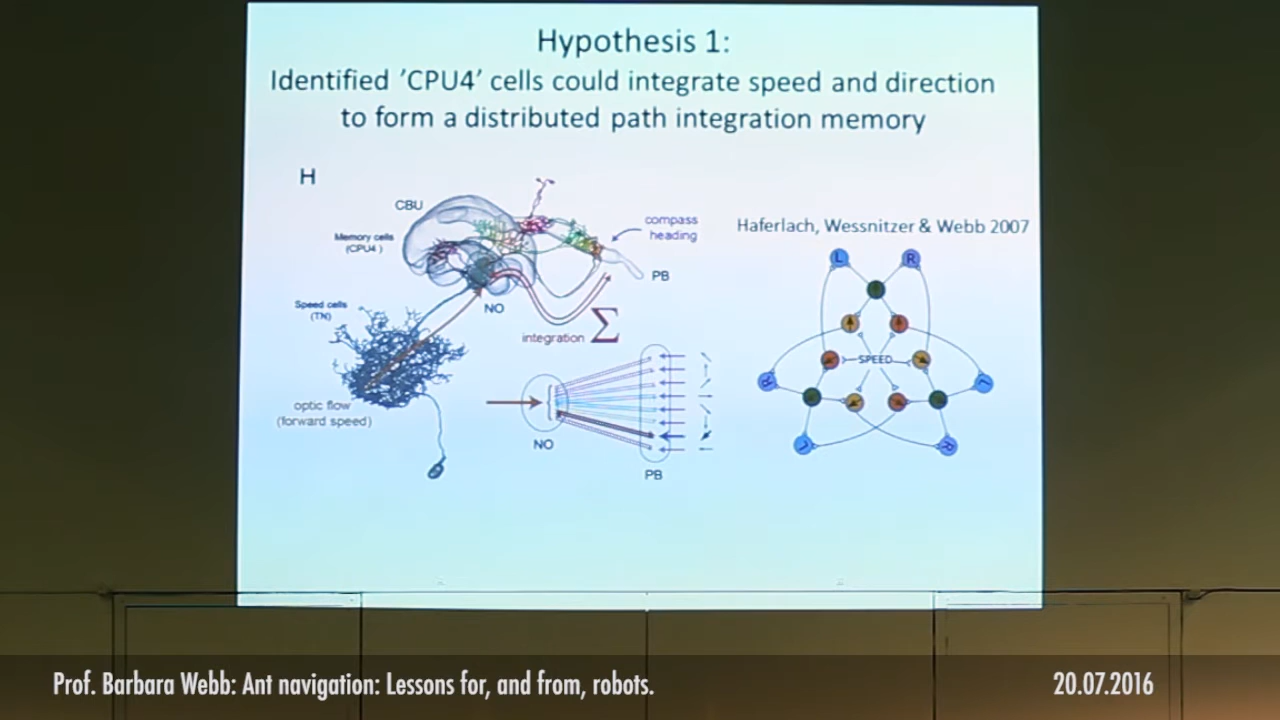 Hypothesis 1:
Identified 'CPU4' cells could integrate speed and direction
to form a distributed path integration memory
H
CBU
Memory cells
(CPU4)
compass
heading
PB
NO
Speed cells
(TN)
integration Σ
optic flow
(forward speed)
NO
PB
Haferlach, Wessnitzer & Webb 2007
L
R
SPEED
R
L
L
R
Prof. Barbara Webb: Ant navigation: Lessons for, and from, robots.
20.07.2016